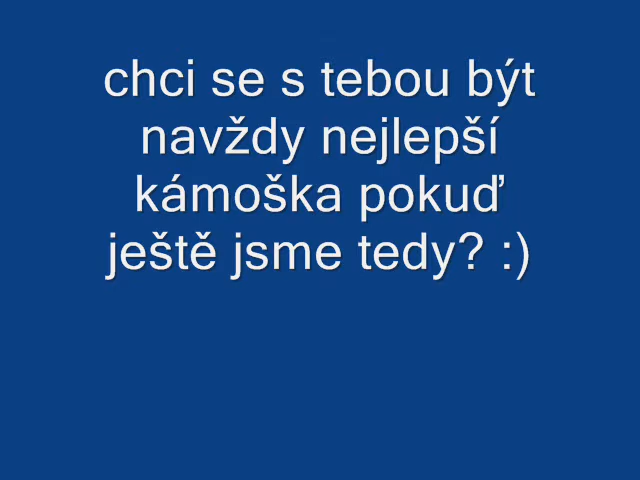 chci se s tebou být
navždy nejlepší
kámoška pokuď
ještě jsme tedy? :)